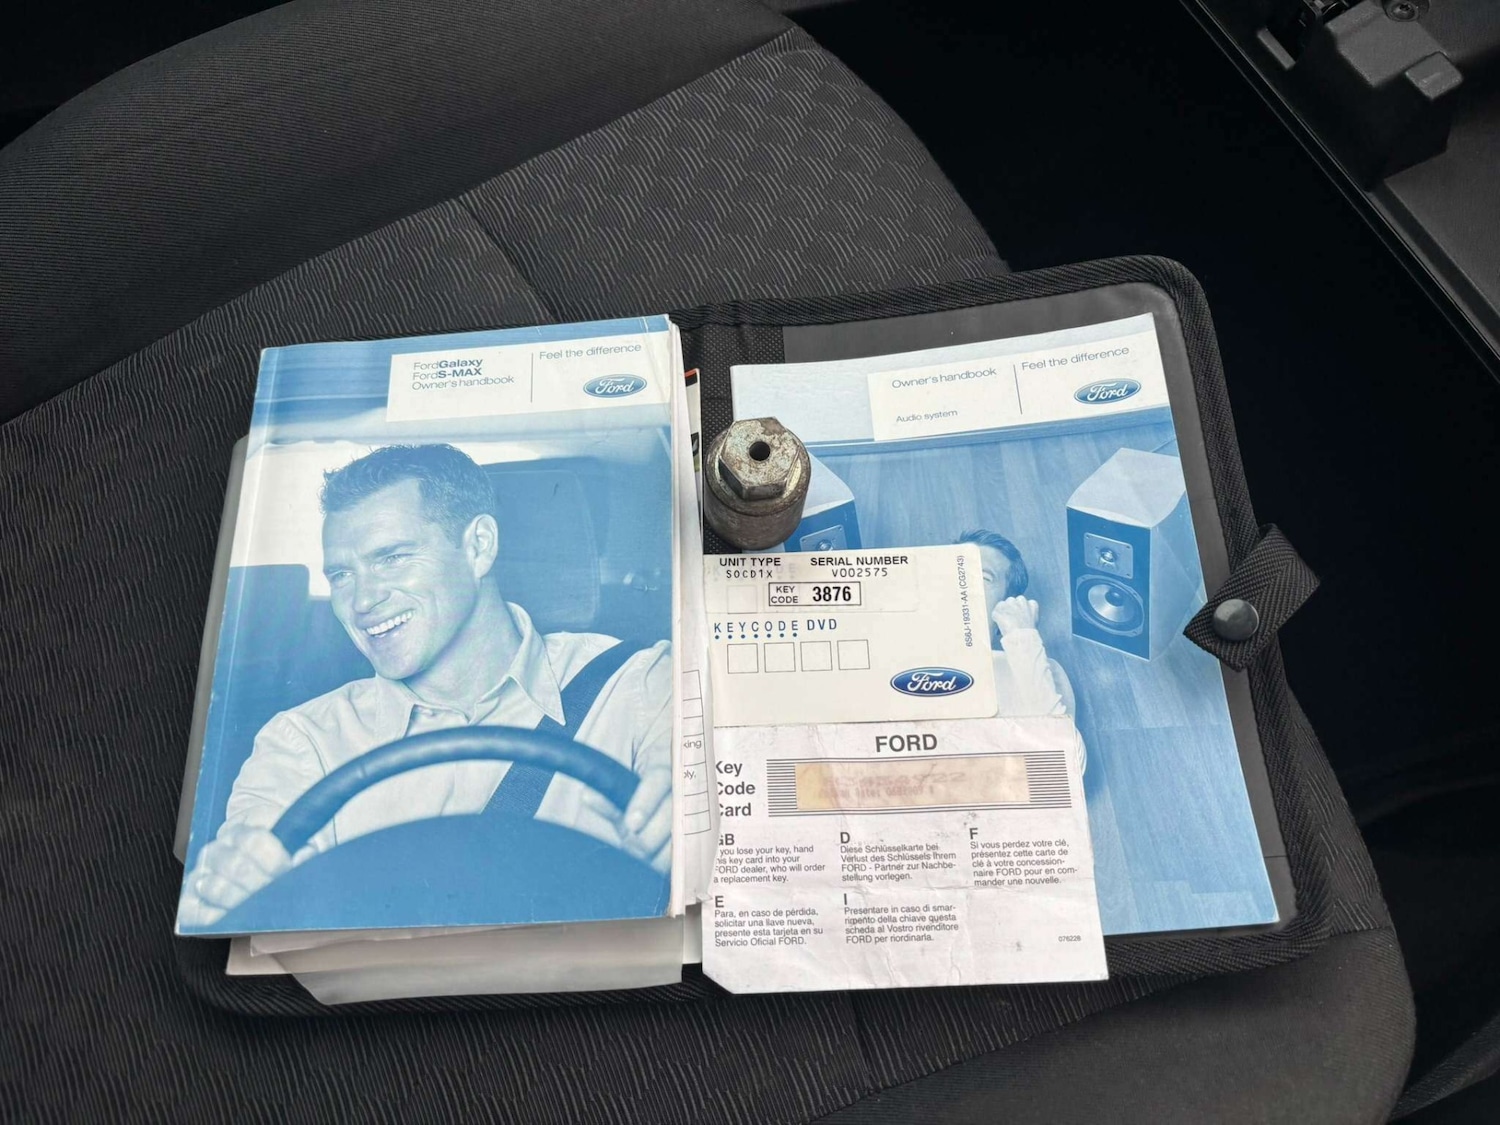 FordGalaxy
FordS-MAX
Owner's handbook
Feel the difference
Ford
Owner's handbook
Audio system
Feel the difference
Ford
UNIT TYPE SERIAL NUMBER
SOCD1X V002575
KEY CODE 3876
KEYCODE DVD
6S6J-19331-AA (CG2743)
Ford
FORD
Key
Code
Card
GB
you lose your key, hand
this key card into your
FORD dealer, who will order
a replacement key.
D
Diese Schlüsselkarte bei
Verlust des Schlüssels Ihrem
FORD - Partner zur Nachbe-
stellung vorlegen.
F
Si vous perdez votre clé,
présentez cette carte de
clé à votre concession-
naire FORD pour en com-
mander une nouvelle.
E
Para, en caso de pérdida,
solicitar una llave nueva,
presente esta tarjeta en su
Servicio Oficial FORD.
I
Presentare in caso di smar-
rimento della chiave questa
scheda al Vostro rivenditore
FORD per riordinarla.
076226